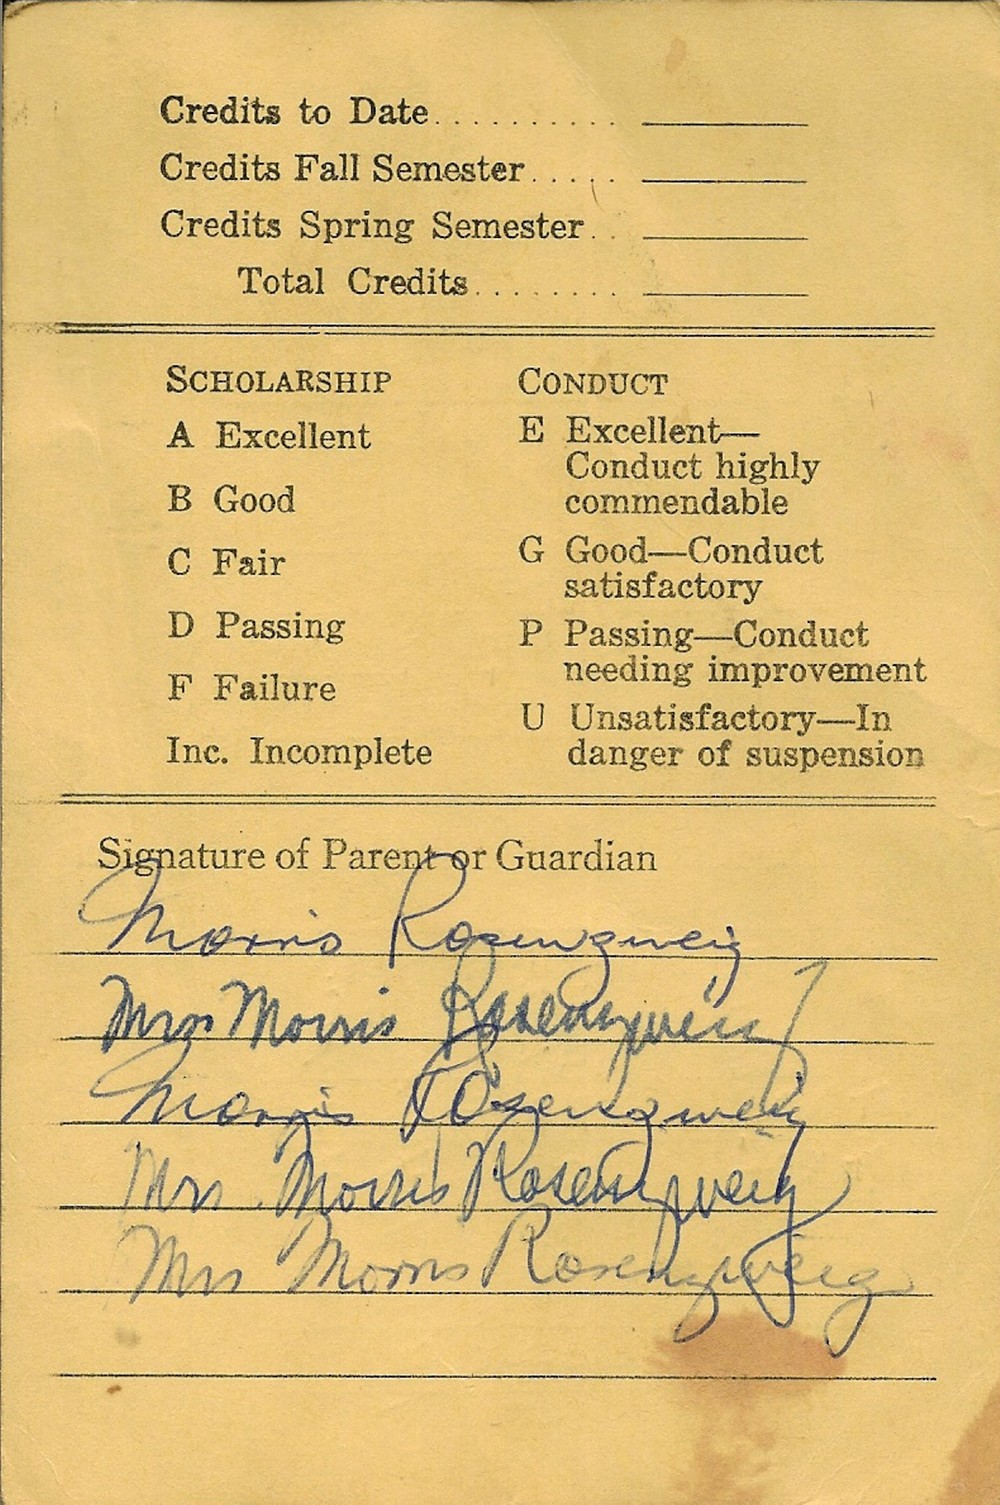 Credits to Date..........
Credits Fall Semester.....
Credits Spring Semester..
Total Credits........
SCHOLARSHIP
A Excellent
B Good
C Fair
D Passing
F Failure
Inc. Incomplete
CONDUCT
E Excellent—
Conduct highly
commendable
G Good—Conduct
satisfactory
P Passing—Conduct
needing improvement
U Unsatisfactory—In
danger of suspension
Signature of Parent or Guardian
Morris Rosenzweig
Mrs Morris Rosenzweig
Morris Rosenzweig
Mrs. Morris Rosenzweig
Mrs Morris Rosenzweig